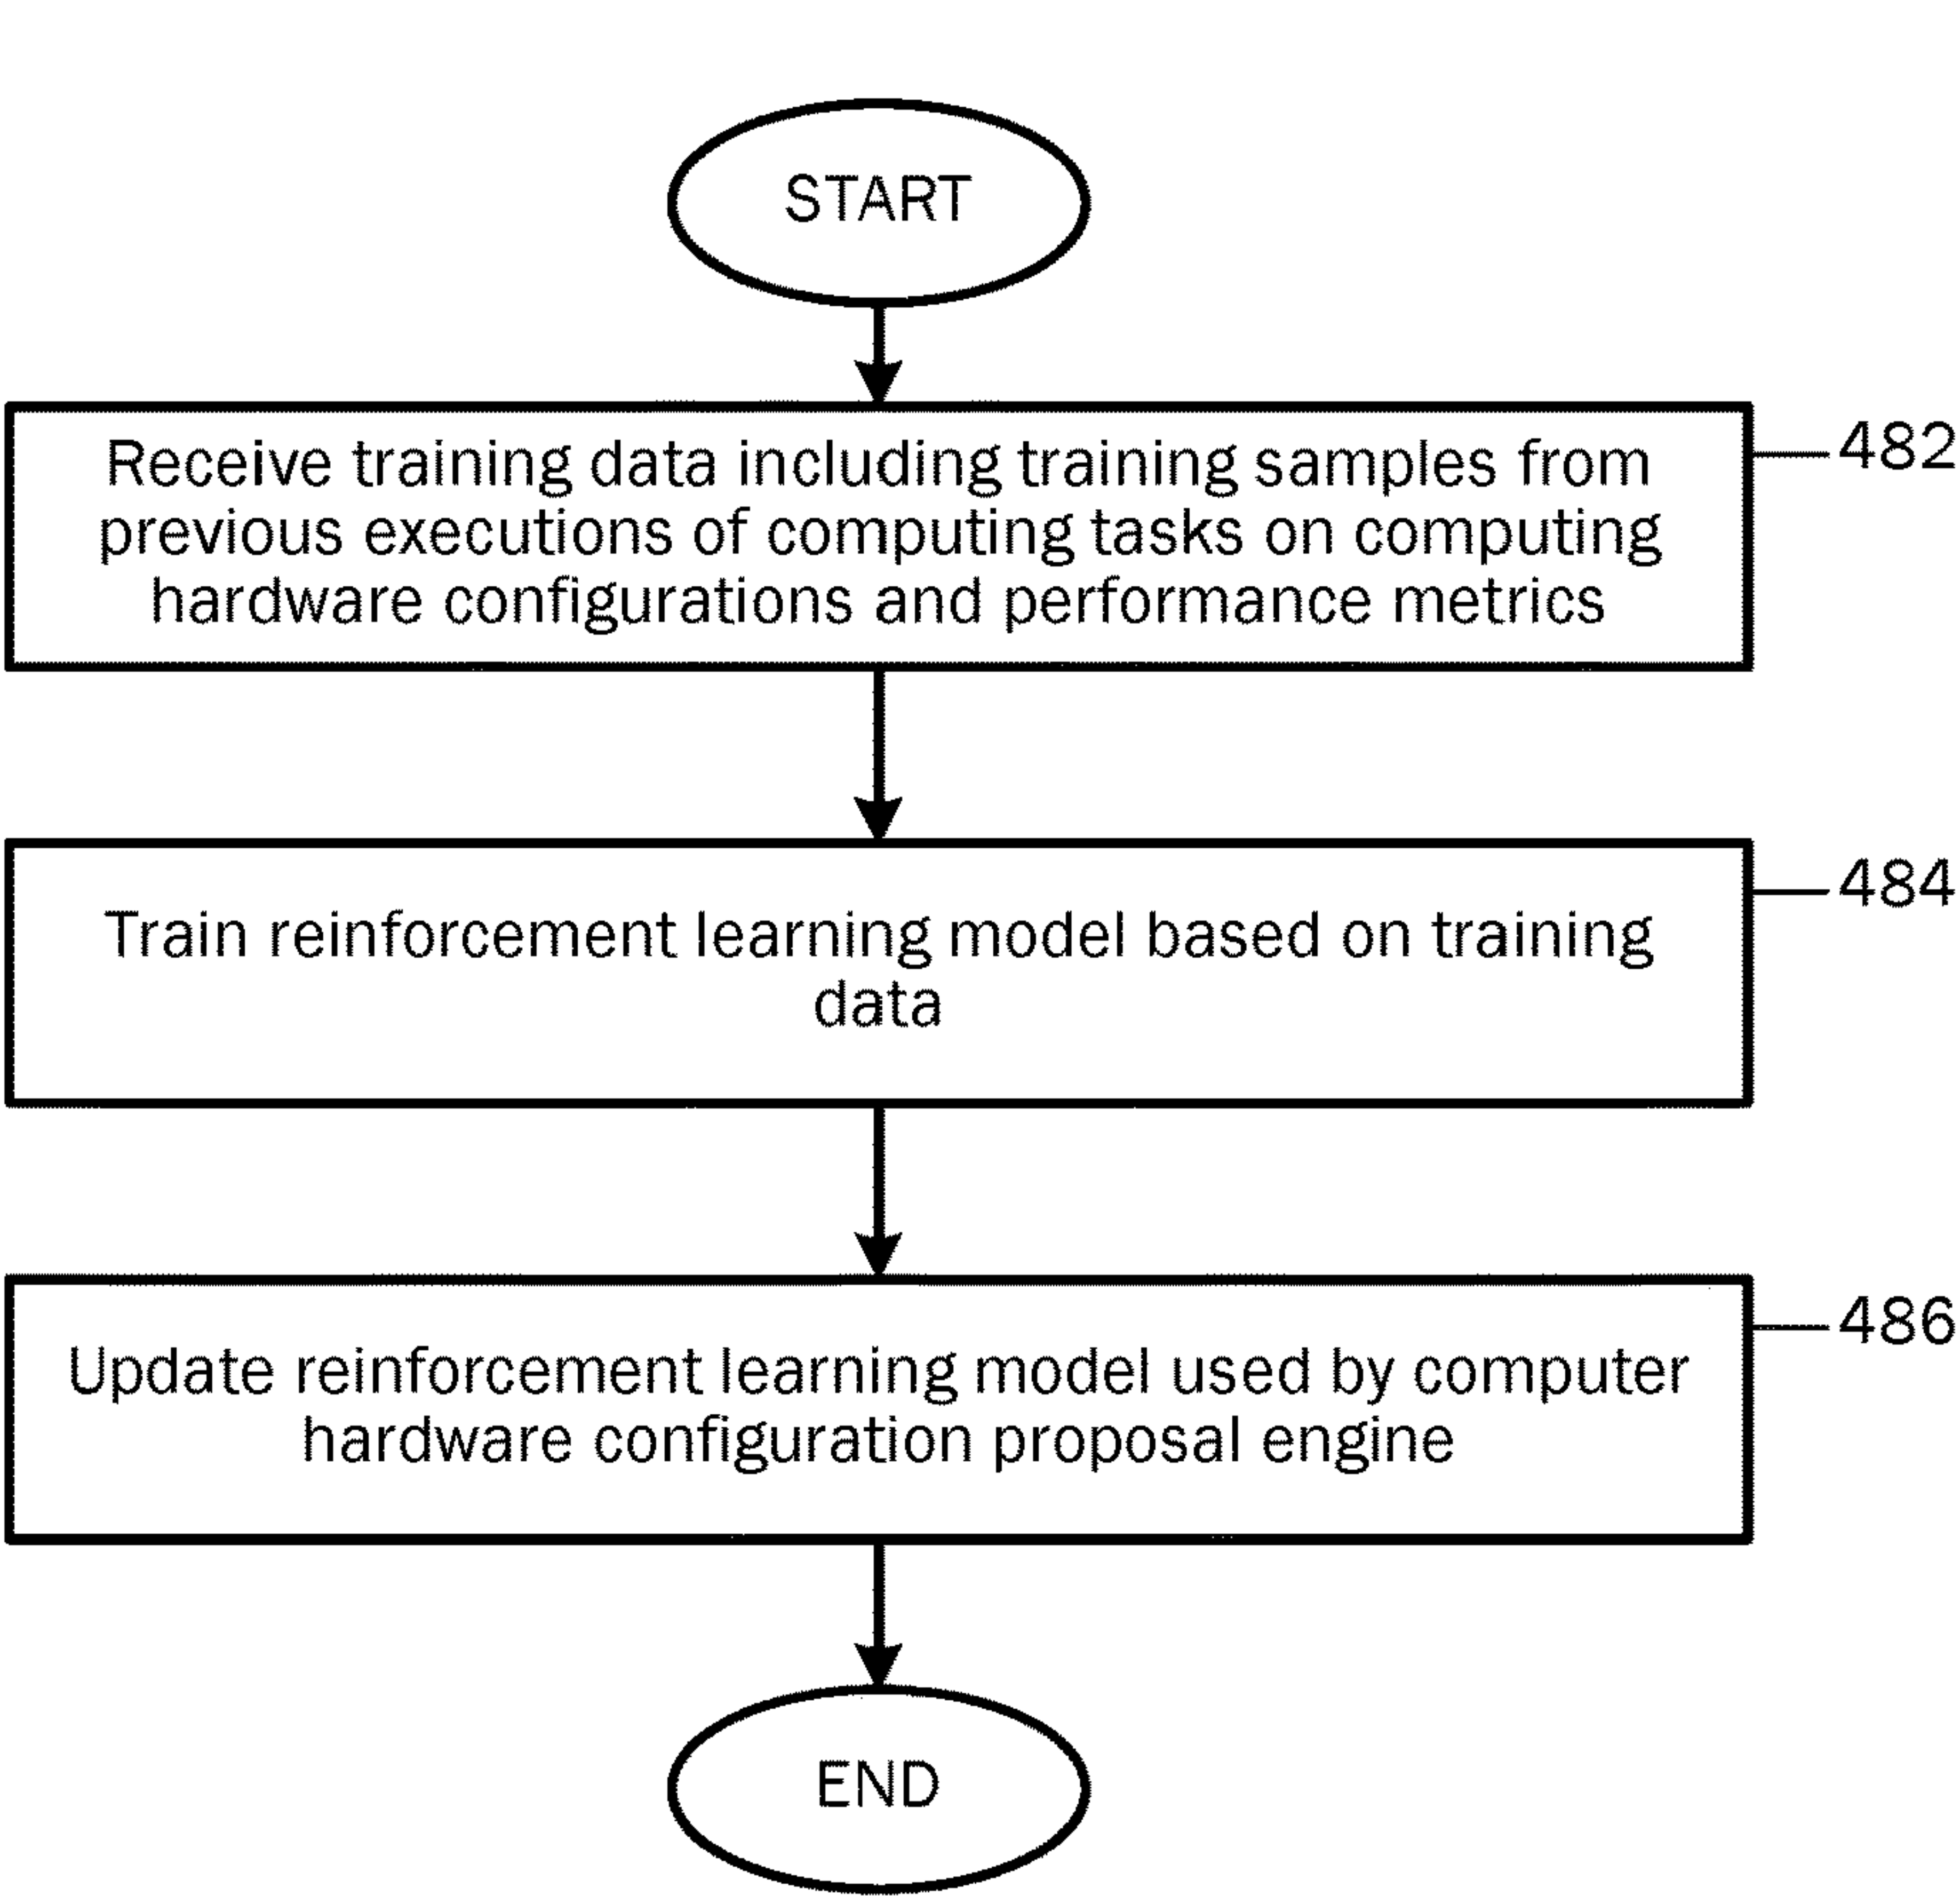 START
Receive training data including training samples from
previous executions of computing tasks on computing
hardware configurations and performance metrics
482
Train reinforcement learning model based on training
data
484
Update reinforcement learning model used by computer
hardware configuration proposal engine
486
END